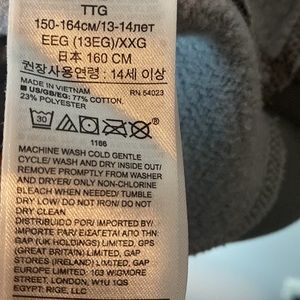 TTG
150-164см/13-14лет
EEG (13EG)/XXG
日本 160 CM
권장사용연령 : 14세 이상
MADE IN VIETNAM
RN 54023
US/GB/EG: 77% COTTON.
23% POLYESTER
30
1166
MACHINE WASH COLD GENTLE
CYCLE/ WASH AND DRY INSIDE OUT/
REMOVE PROMPTLY FROM WASHER
AND DRYER/ ONLY NON-CHLORINE
BLEACH WHEN NEEDED/ TUMBLE
DRY LOW/ DO NOT IRON/ DO NOT
DRY CLEAN
DISTRIBUIDO POR/ IMPORTED BY/
IMPORTE PAR/ ΕΙΣΑΓΕΤΑΙ ΑΠΟ
GAP (UK HOLDINGS) LIMITED, GPS
(GREAT BRITAIN) LIMITED, GAP
STORES (IRELAND) LIMITED, GAP
EUROPE LIMITED: 163 WIGMORE
STREET, LONDON, W1U 1QS
EGYPT: RIGE, LLC